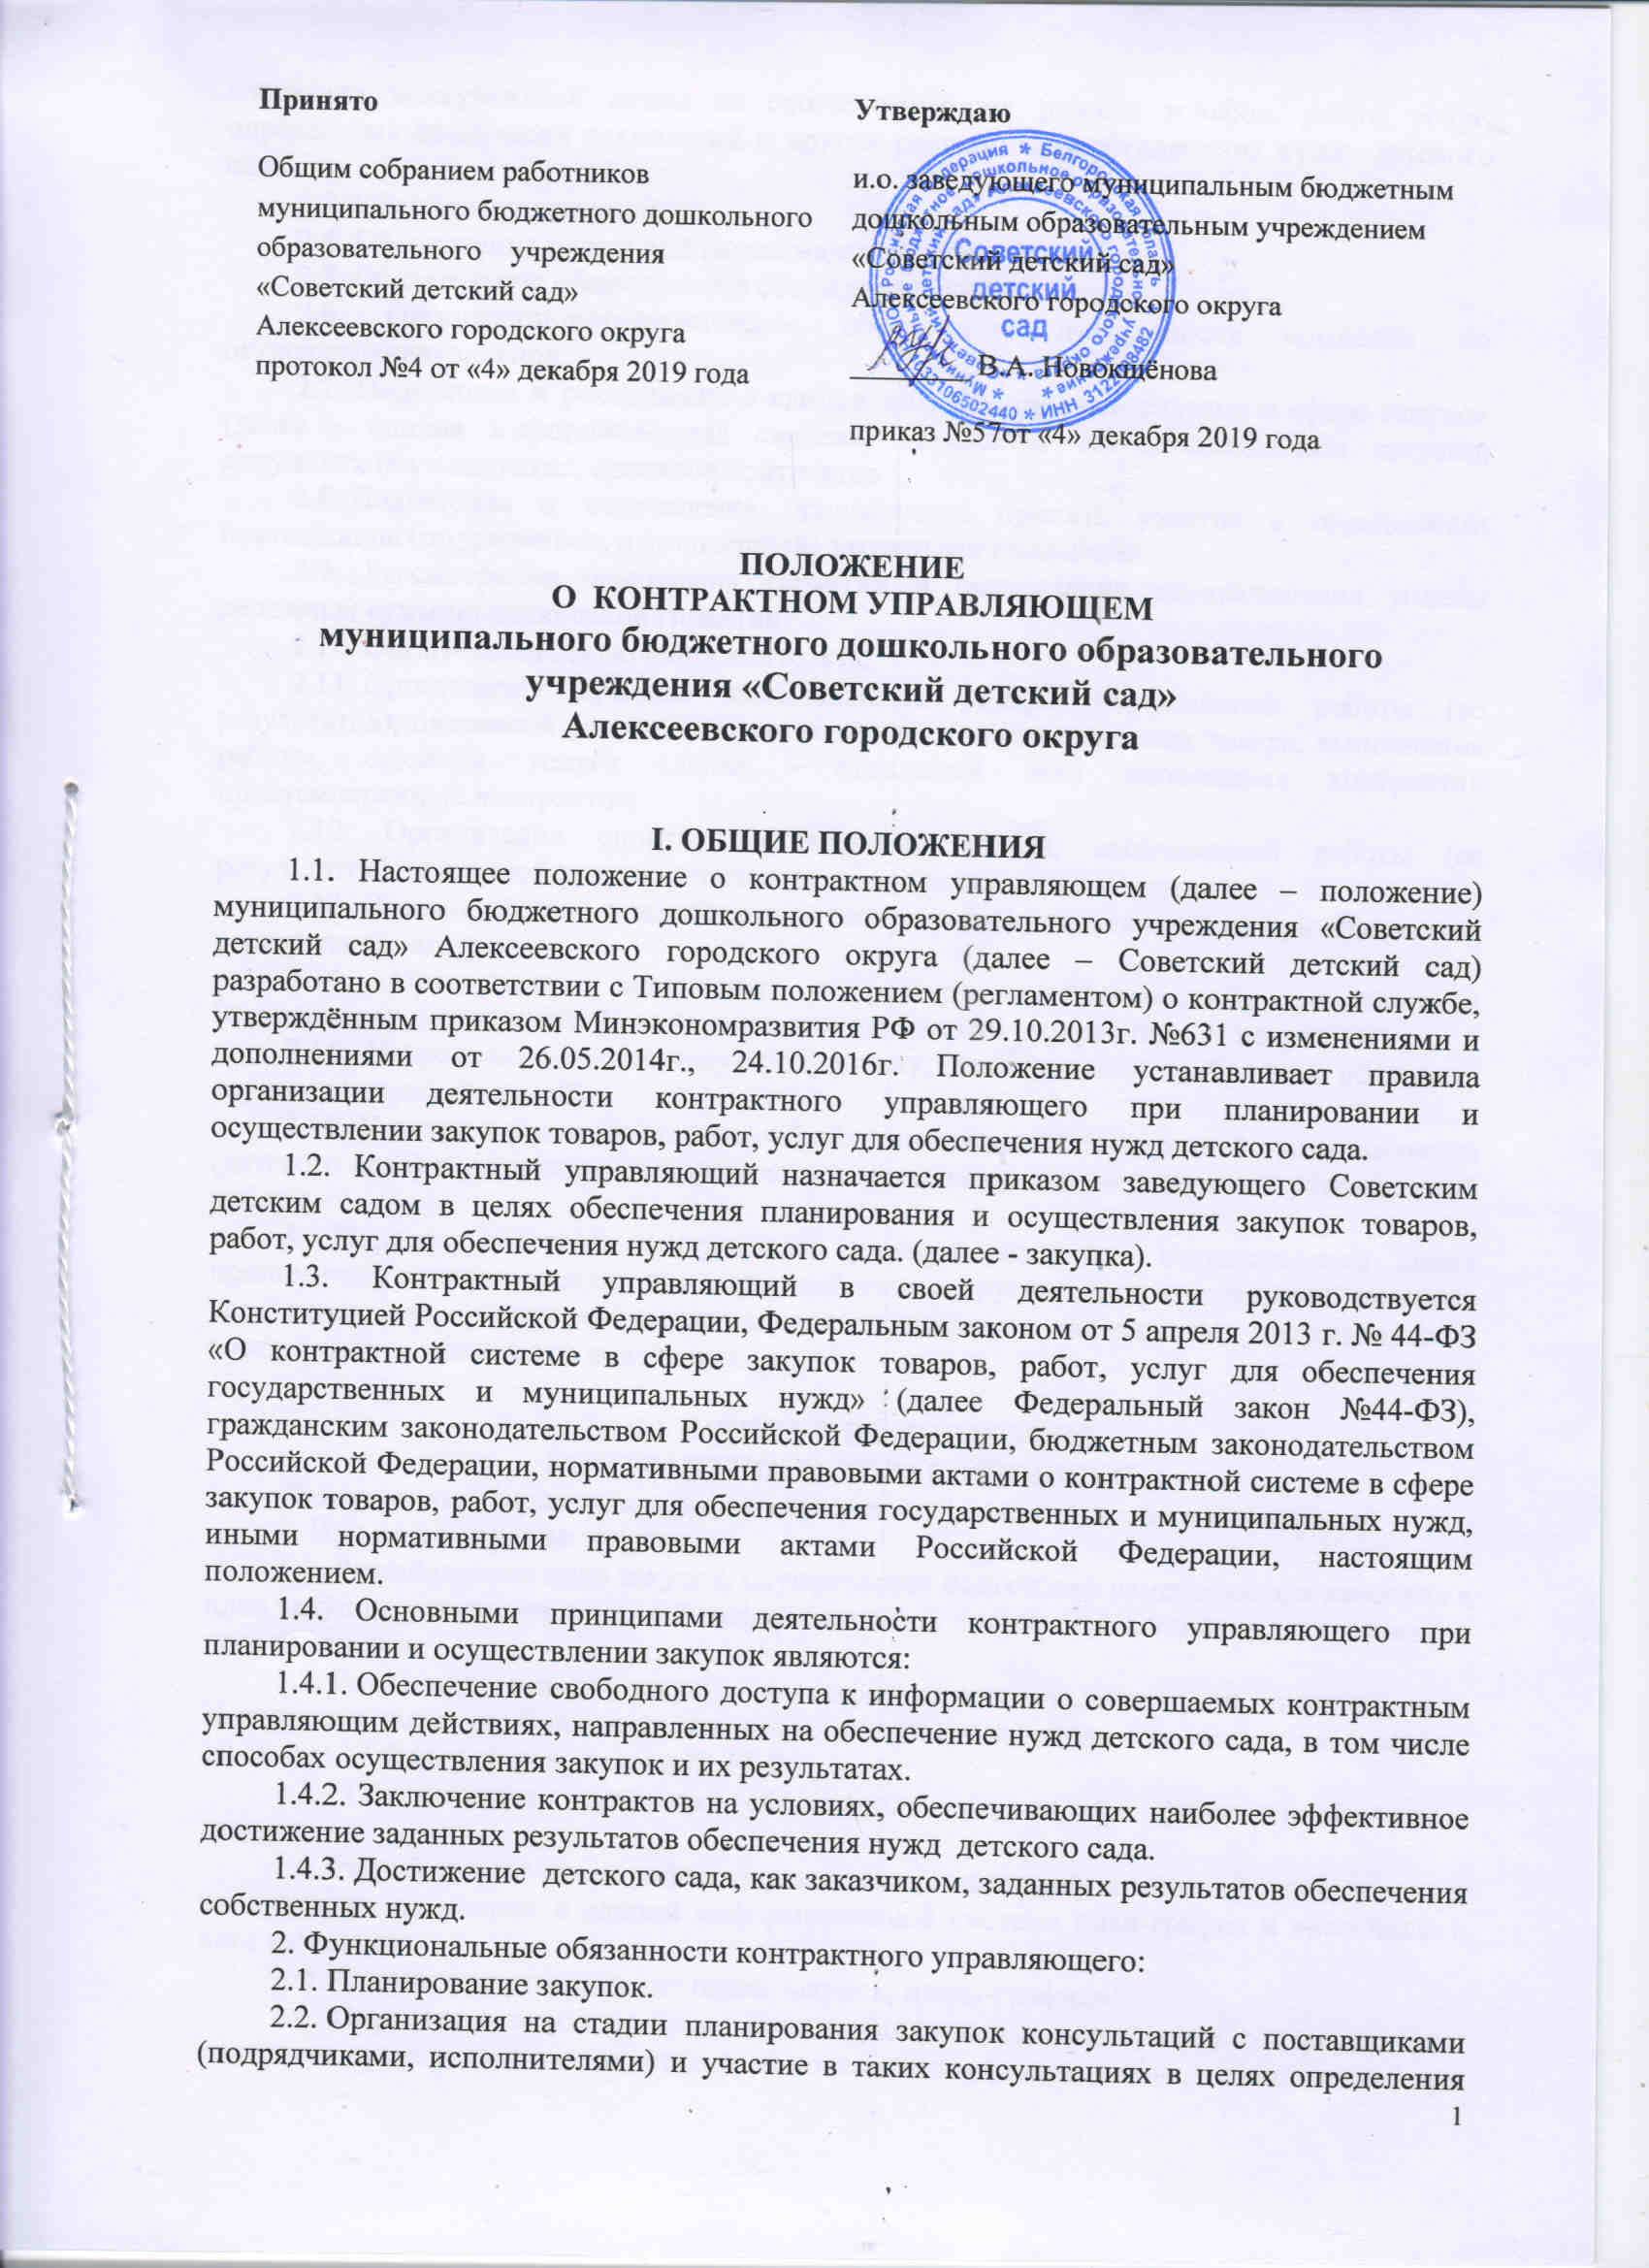 Принято
Общим собранием работников
муниципального бюджетного дошкольного
образовательного учреждения
«Советский детский сад»
Алексеевского городского округа
протокол №4 от «4» декабря 2019 года
Утверждаю
и.о. заведующего муниципальным бюджетным
дошкольным образовательным учреждением
«Советский детский сад»
Алексеевского городского округа
В.А. Новокщёнова
приказ №57от «4» декабря 2019 года
Советский
детский
сад
ПОЛОЖЕНИЕ
О КОНТРАКТНОМ УПРАВЛЯЮЩЕМ
муниципального бюджетного дошкольного образовательного
учреждения «Советский детский сад»
Алексеевского городского округа
I. ОБЩИЕ ПОЛОЖЕНИЯ
1.1. Настоящее положение о контрактном управляющем (далее – положение)
муниципального бюджетного дошкольного образовательного учреждения «Советский
детский сад» Алексеевского городского округа (далее – Советский детский сад)
разработано в соответствии с Типовым положением (регламентом) о контрактной службе,
утверждённым приказом Минэкономразвития РФ от 29.10.2013г. №631 с изменениями и
дополнениями от 26.05.2014г., 24.10.2016г. Положение устанавливает правила
организации деятельности контрактного управляющего при планировании и
осуществлении закупок товаров, работ, услуг для обеспечения нужд детского сада.
1.2. Контрактный управляющий назначается приказом заведующего Советским
детским садом в целях обеспечения планирования и осуществления закупок товаров,
работ, услуг для обеспечения нужд детского сада. (далее - закупка).
1.3. Контрактный управляющий в своей деятельности руководствуется
Конституцией Российской Федерации, Федеральным законом от 5 апреля 2013 г. № 44-ФЗ
«О контрактной системе в сфере закупок товаров, работ, услуг для обеспечения
государственных и муниципальных нужд» (далее Федеральный закон №44-ФЗ),
гражданским законодательством Российской Федерации, бюджетным законодательством
Российской Федерации, нормативными правовыми актами о контрактной системе в сфере
закупок товаров, работ, услуг для обеспечения государственных и муниципальных нужд,
иными нормативными правовыми актами Российской Федерации, настоящим
положением.
1.4. Основными принципами деятельности контрактного управляющего при
планировании и осуществлении закупок являются:
1.4.1. Обеспечение свободного доступа к информации о совершаемых контрактным
управляющим действиях, направленных на обеспечение нужд детского сада, в том числе
способах осуществления закупок и их результатах.
1.4.2. Заключение контрактов на условиях, обеспечивающих наиболее эффективное
достижение заданных результатов обеспечения нужд детского сада.
1.4.3. Достижение детского сада, как заказчиком, заданных результатов обеспечения
собственных нужд.
2. Функциональные обязанности контрактного управляющего:
2.1. Планирование закупок.
2.2. Организация на стадии планирования закупок консультаций с поставщиками
(подрядчиками, исполнителями) и участие в таких консультациях в целях определения
1